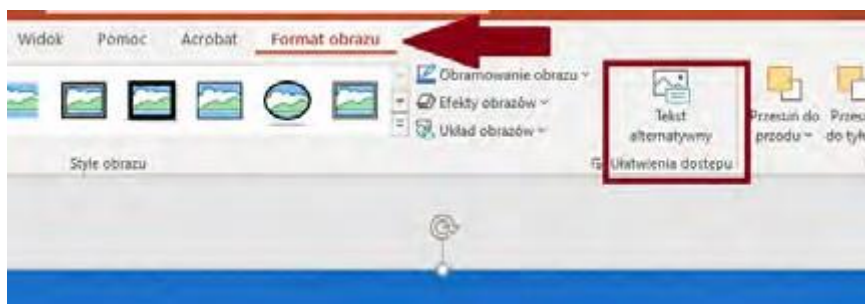 Widok Pomoc Acrobat Format obrazu
Obramowanie obrazu
Efekty obrazów
Układ obrazów
Style obrazu
Tekst
alternatywny
Ułatwienia dostępu
Przesuń do
przodu
Przesu
do tyłu